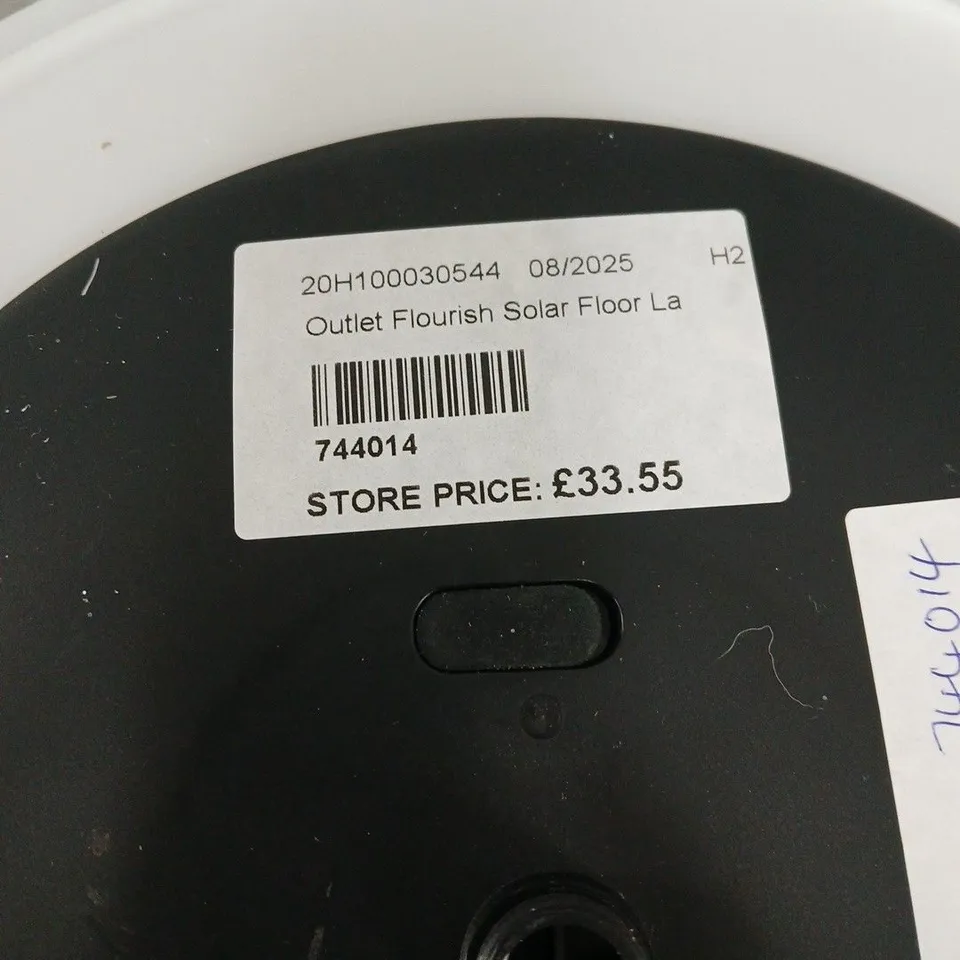 20H100030544 08/2025 H2
Outlet Flourish Solar Floor La
744014
STORE PRICE: £33.55
744014